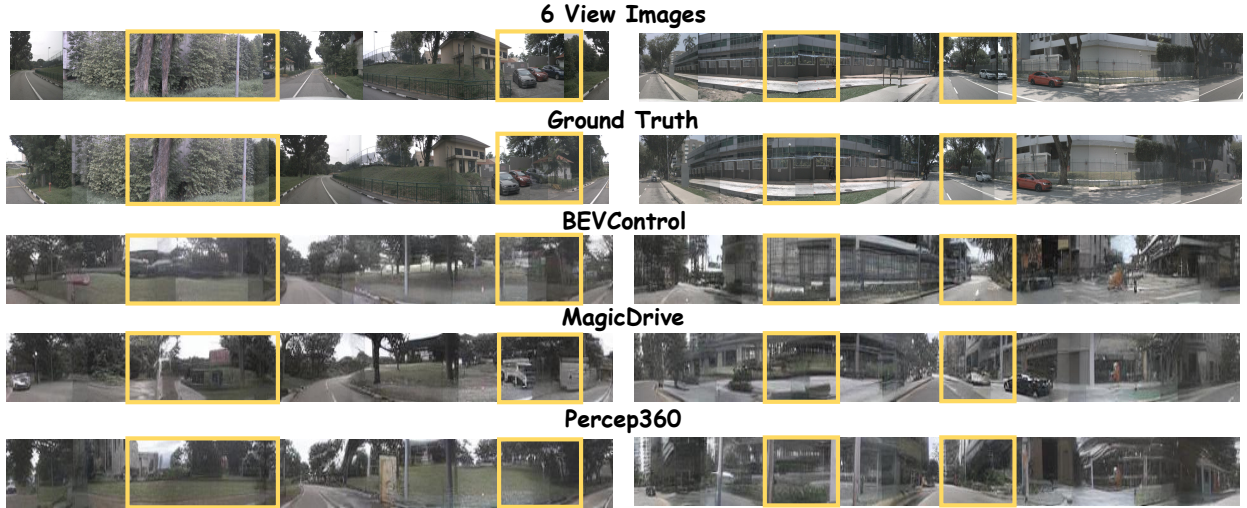 6 View Images
Ground Truth
BEVControl
MagicDrive
Percep360